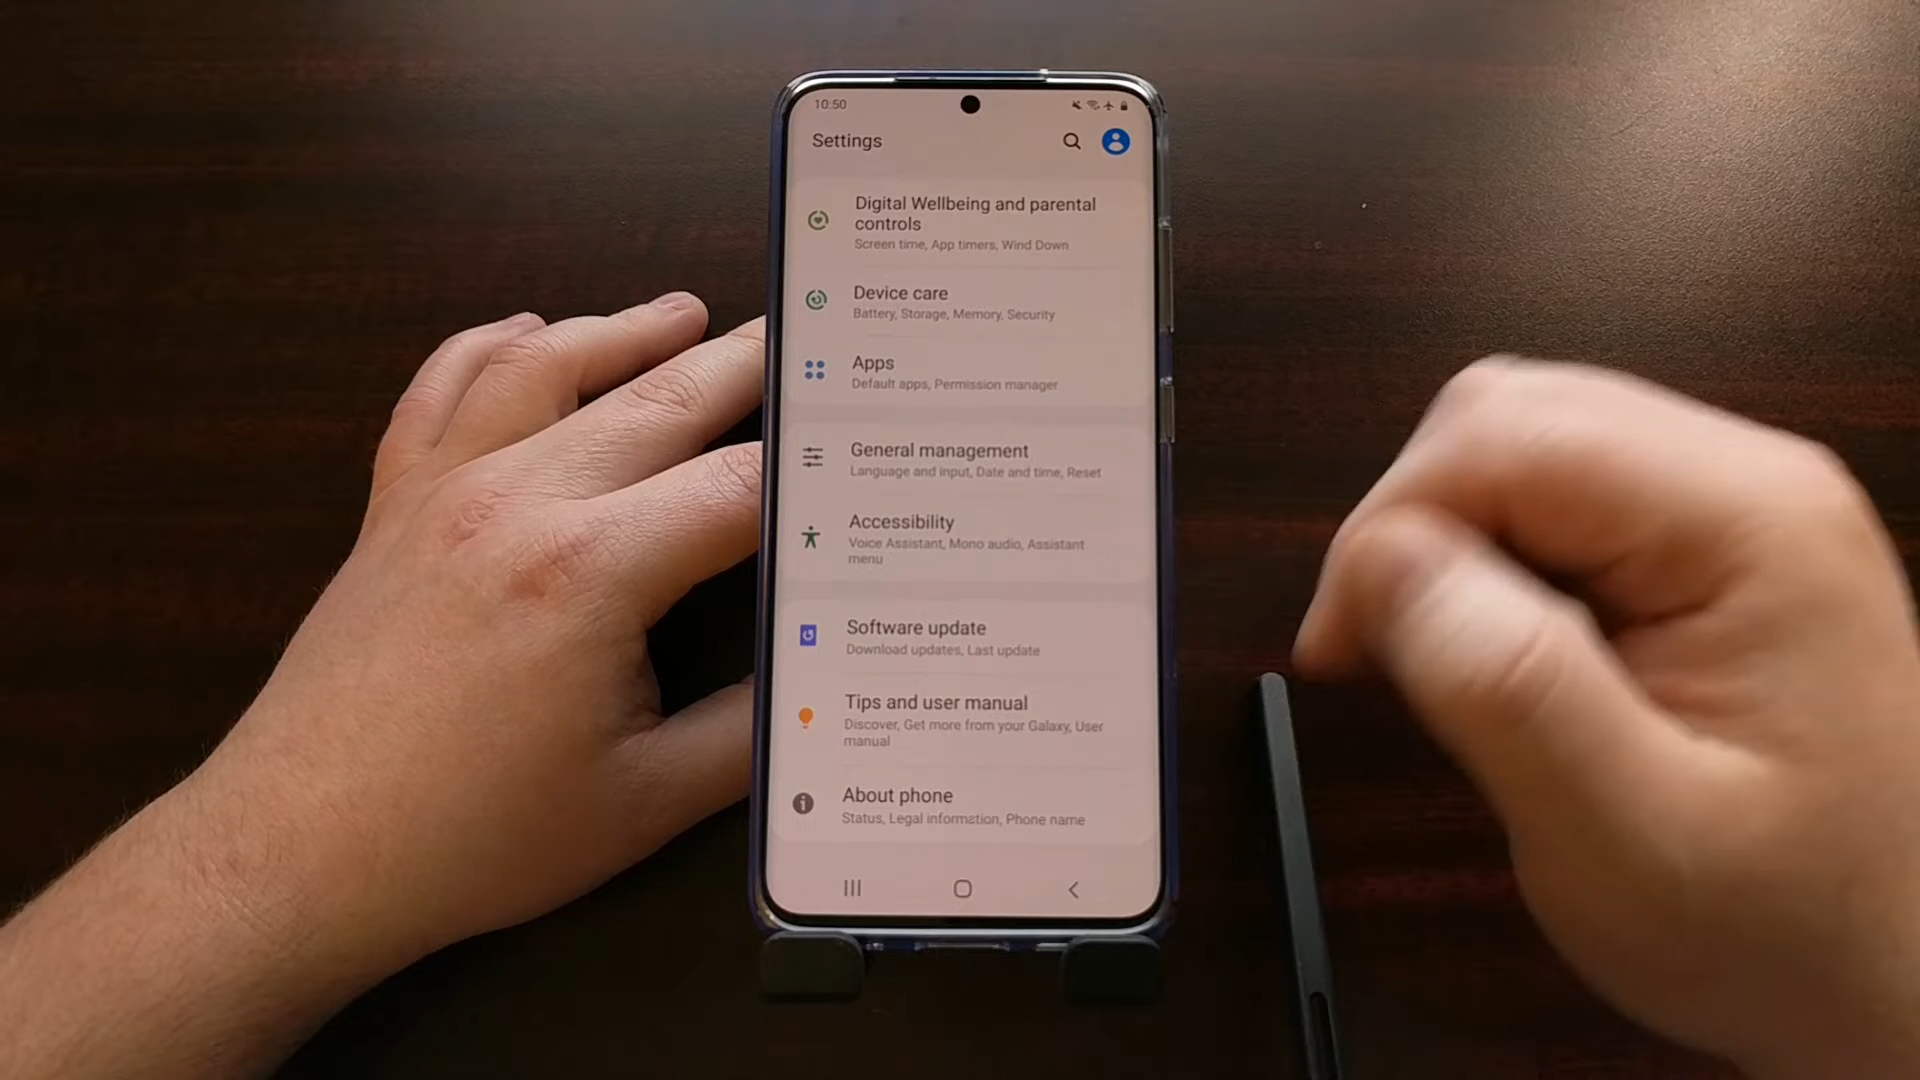 10:50
Settings
Digital Wellbeing and parental
controls
Screen time, App timers, Wind Down
Device care
Battery, Storage, Memory, Security
Apps
Default apps, Permission manager
General management
Language and input, Date and time, Reset
Accessibility
Voice Assistant, Mono audio, Assistant
menu
Software update
Download updates, Last update
Tips and user manual
Discover, Get more from your Galaxy, User
manual
About phone
Status, Legal information, Phone name